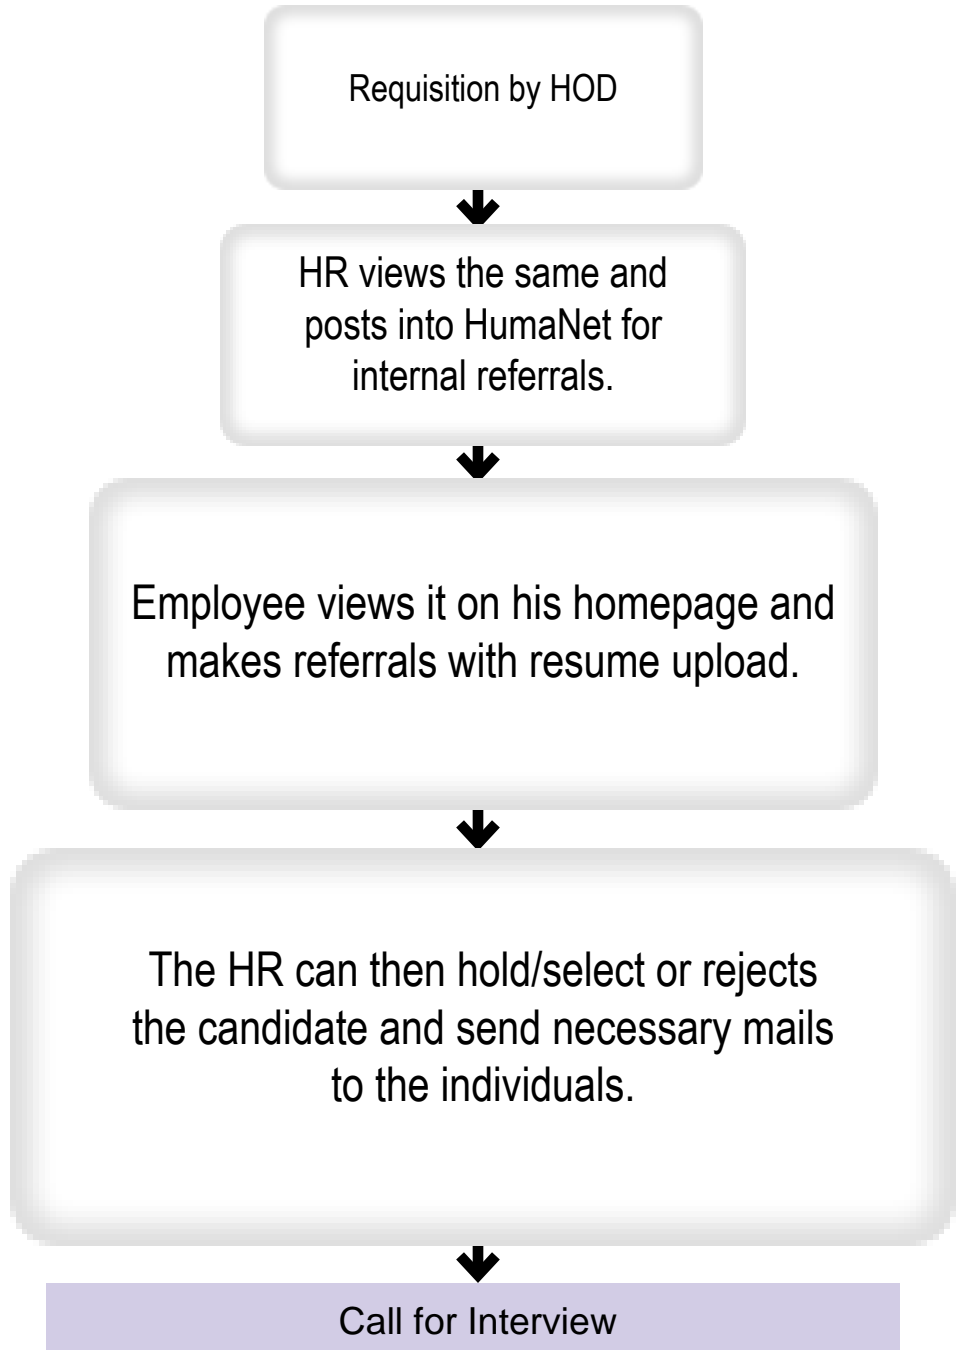 Requisition by HOD
HR views the same and
posts into HumaNet for
internal referrals.
Employee views it on his homepage and
makes referrals with resume upload.
The HR can then hold/select or rejects
the candidate and send necessary mails
to the individuals.
Call for Interview